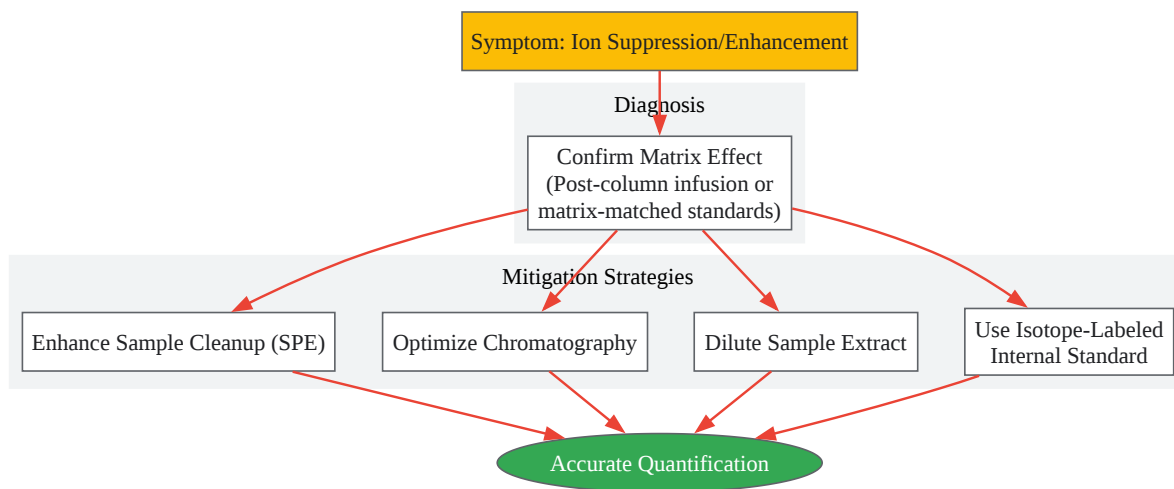 Symptom: Ion Suppression/Enhancement
Diagnosis
Confirm Matrix Effect
(Post-column infusion or
matrix-matched standards)
Mitigation Strategies
Enhance Sample Cleanup (SPE)
Optimize Chromatography
Dilute Sample Extract
Use Isotope-Labeled
Internal Standard
Accurate Quantification